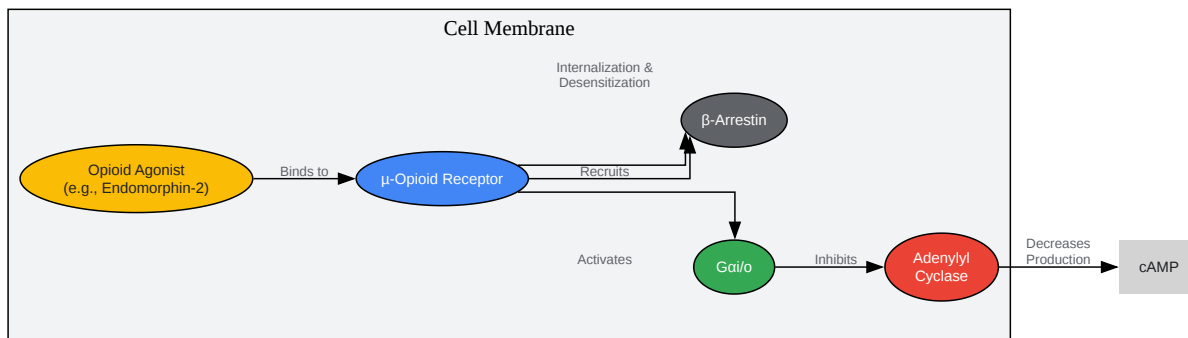 Cell Membrane
Internalization &
Desensitization
β-Arrestin
Opioid Agonist
(e.g., Endomorphin-2)
Binds to
µ-Opioid Receptor
Recruits
Activates
Gαi/o
Inhibits
Adenylyl
Cyclase
Decreases
Production
cAMP